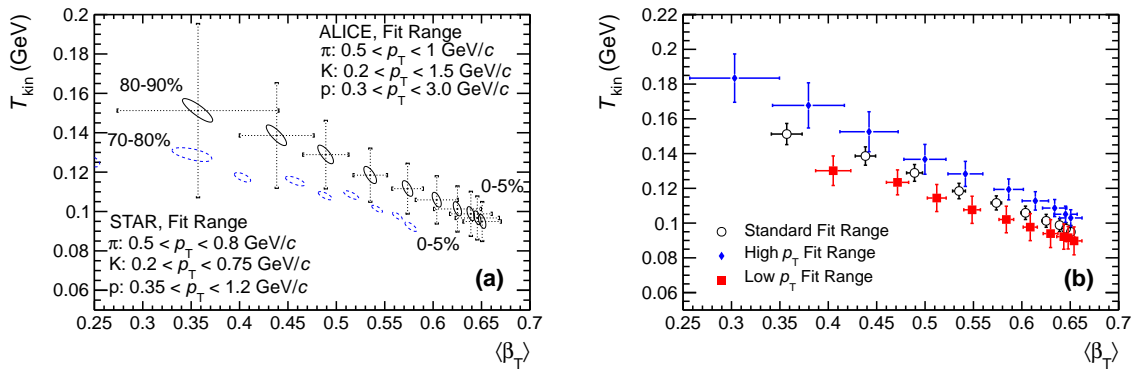 T_kin (GeV)
0.2
0.18
0.16
0.14
0.12
0.1
0.08
0.06
ALICE, Fit Range
π: 0.5 < p_T < 1 GeV/c
K: 0.2 < p_T < 1.5 GeV/c
p: 0.3 < p_T < 3.0 GeV/c
80-90%
70-80%
0-5%
0-5%
STAR, Fit Range
π: 0.5 < p_T < 0.8 GeV/c
K: 0.2 < p_T < 0.75 GeV/c
p: 0.35 < p_T < 1.2 GeV/c
(a)
0.25 0.3 0.35 0.4 0.45 0.5 0.55 0.6 0.65 0.7
⟨β_T⟩
T_kin (GeV)
0.22
0.2
0.18
0.16
0.14
0.12
0.1
0.08
0.06
Standard Fit Range
High p_T Fit Range
Low p_T Fit Range
(b)
0.25 0.3 0.35 0.4 0.45 0.5 0.55 0.6 0.65 0.7
⟨β_T⟩